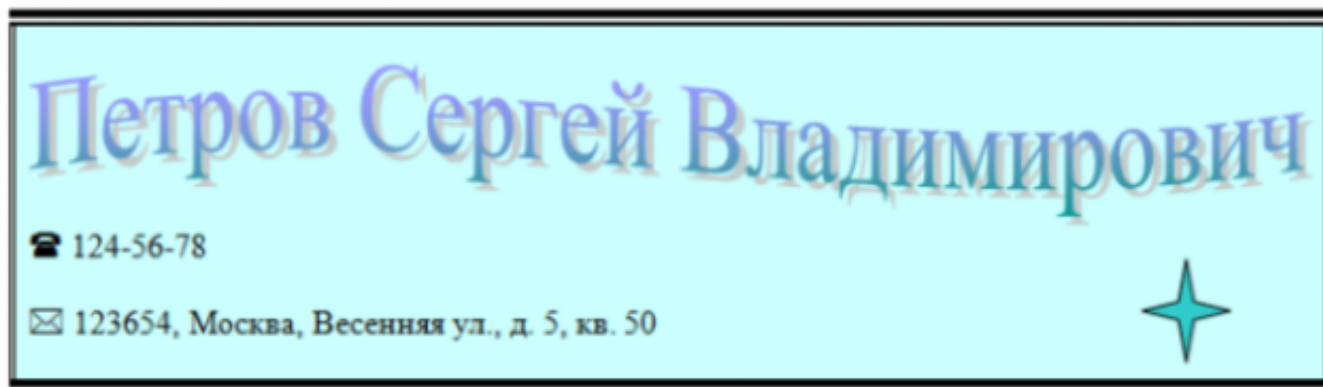 Петров Сергей Владимирович
☎ 124-56-78
✉ 123654, Москва, Весенняя ул., д. 5, кв. 50